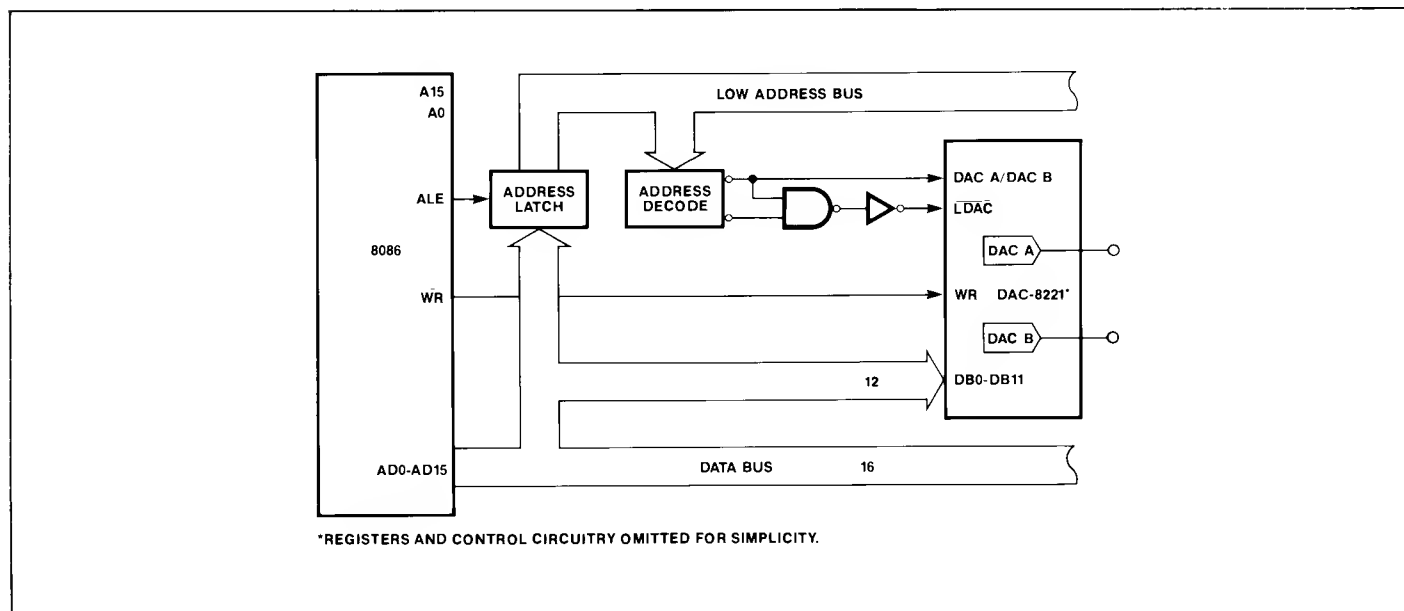 A15
A0
LOW ADDRESS BUS
ALE
ADDRESS
LATCH
ADDRESS
DECODE
DAC A/DAC B
LDAC
DAC A
8086
WR
WR
DAC-8221*
DAC B
12
DB0-DB11
AD0-AD15
DATA BUS
16
*REGISTERS AND CONTROL CIRCUITRY OMITTED FOR SIMPLICITY.